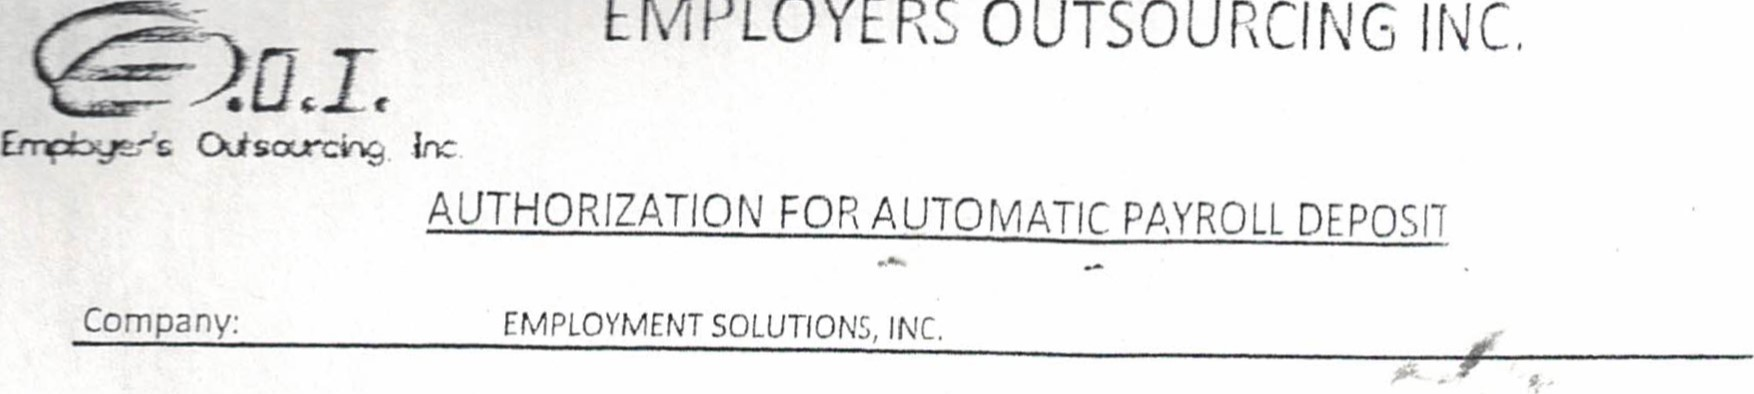 EMPLOYERS OUTSOURCING INC.
E.O.I.
Employer's Outsourcing, Inc.
AUTHORIZATION FOR AUTOMATIC PAYROLL DEPOSIT
Company: EMPLOYMENT SOLUTIONS, INC.